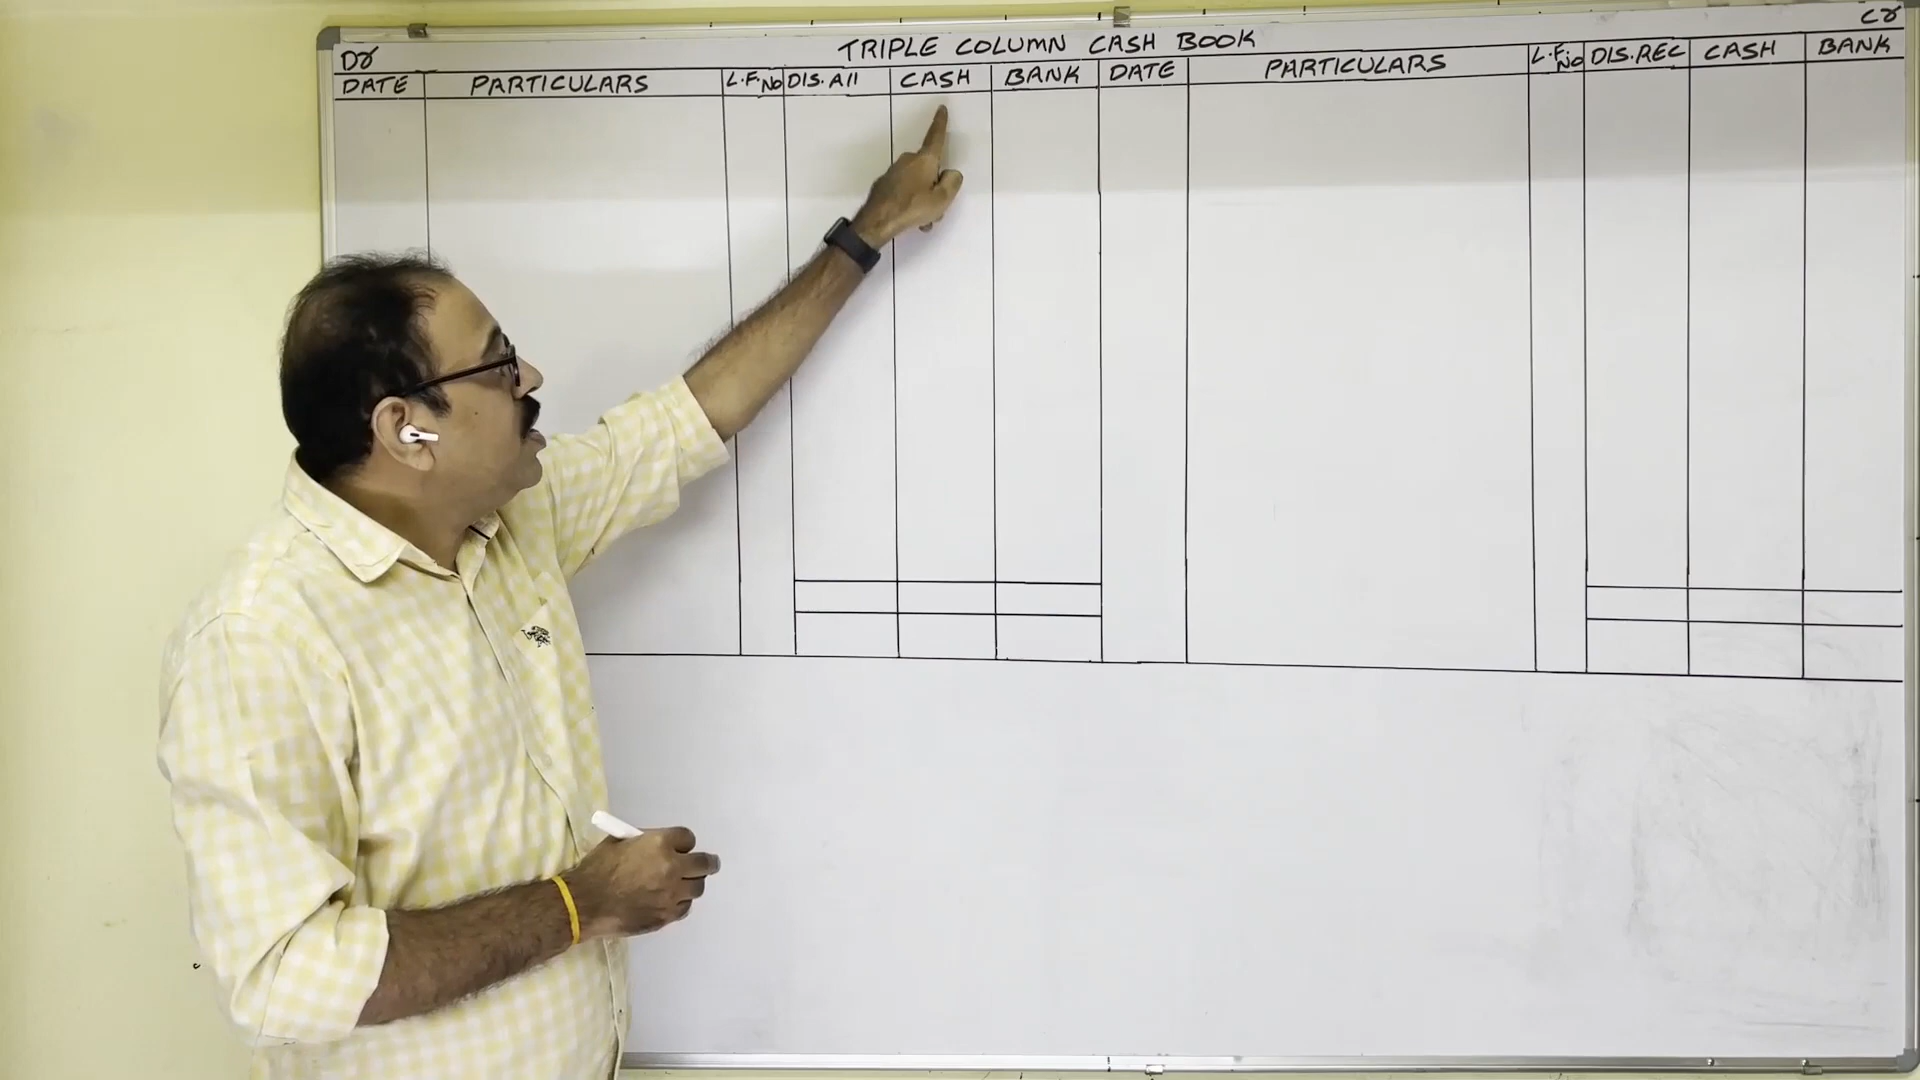 TRIPLE COLUMN CASH BOOK
Dr
Cr
DATE PARTICULARS L.F. No DIS. All CASH BANK DATE PARTICULARS L.F. No DIS.REC CASH BANK